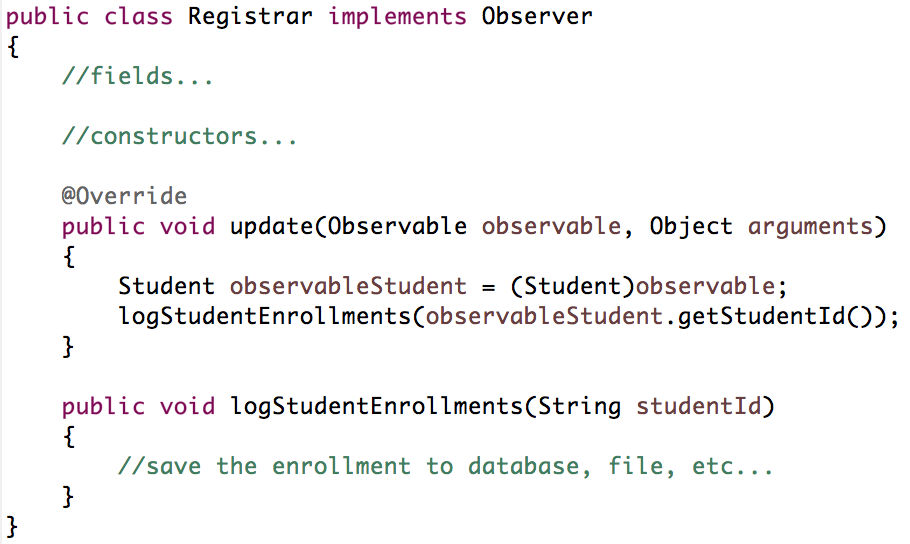 public class Registrar implements Observer
{
//fields...
//constructors...
@Override
public void update(Observable observable, Object arguments)
{
Student observableStudent = (Student)observable;
logStudentEnrollments(observableStudent.getStudentId());
}
public void logStudentEnrollments(String studentId)
{
//save the enrollment to database, file, etc...
}
}